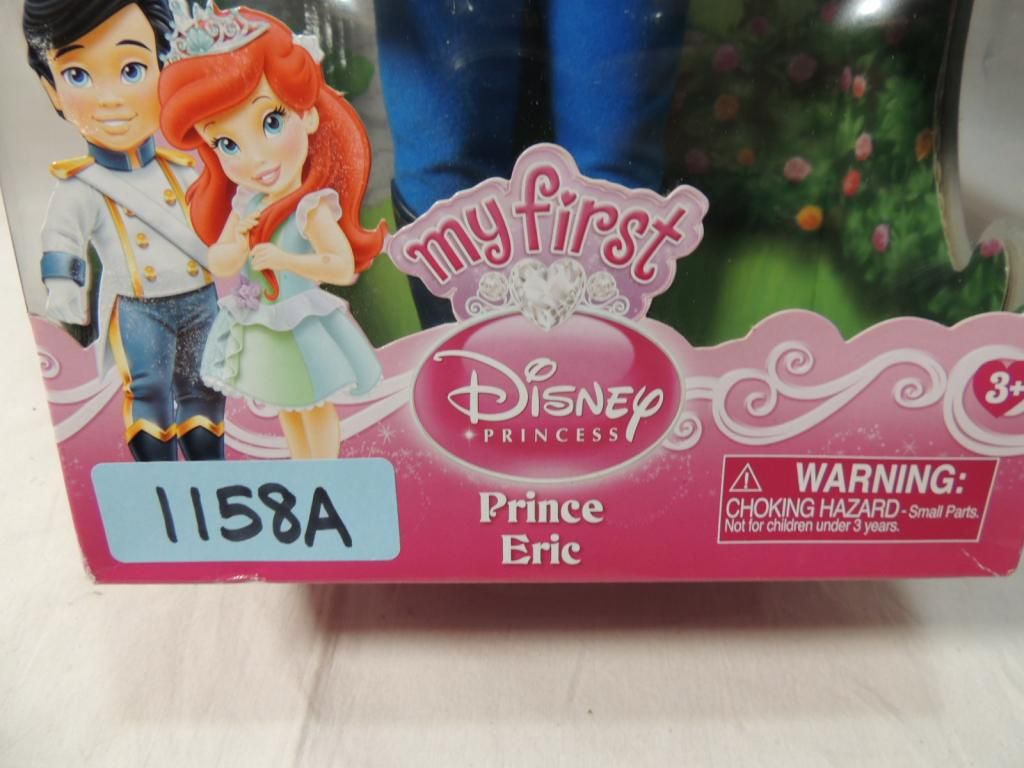 my first
Disney
PRINCESS
3+
WARNING:
CHOKING HAZARD - Small Parts.
Not for children under 3 years.
Prince
Eric
1158A